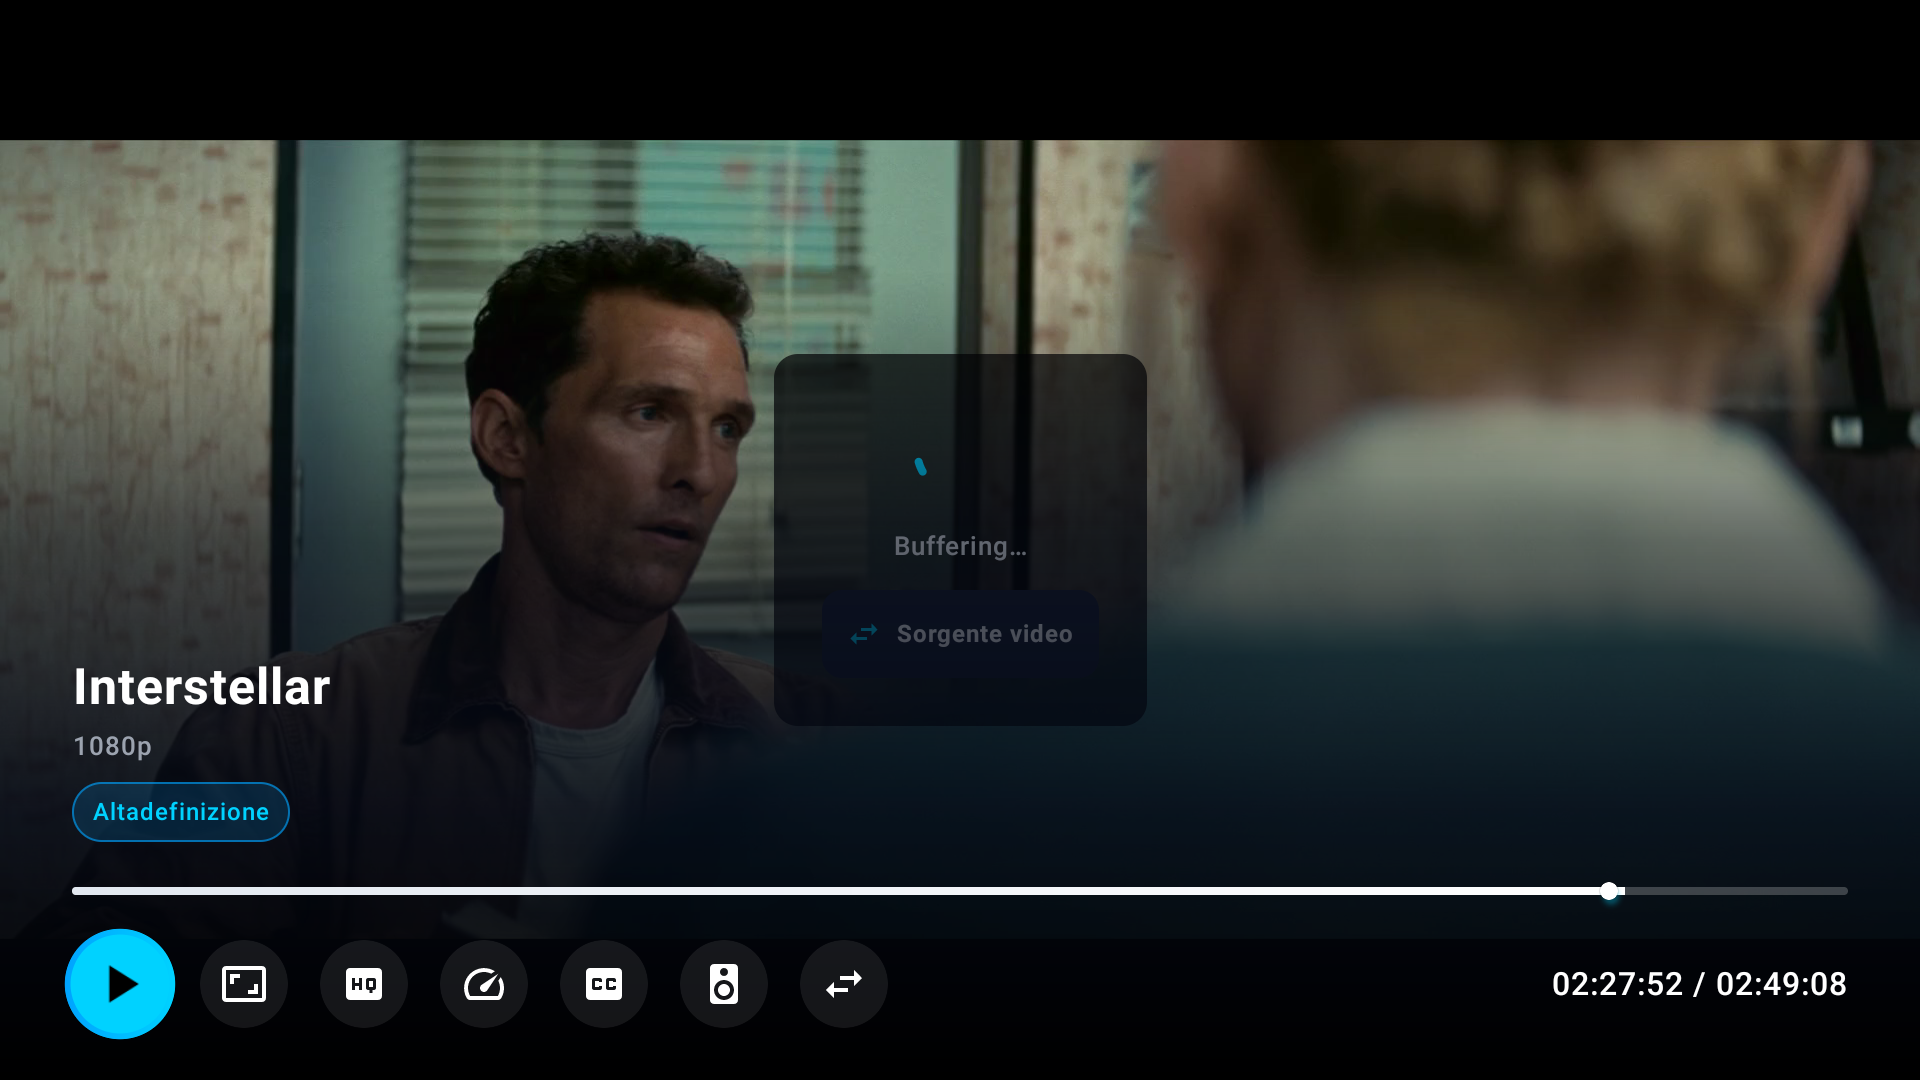 Buffering…
Sorgente video
Interstellar
1080p
Altadefinizione
HQ
CC
02:27:52 / 02:49:08